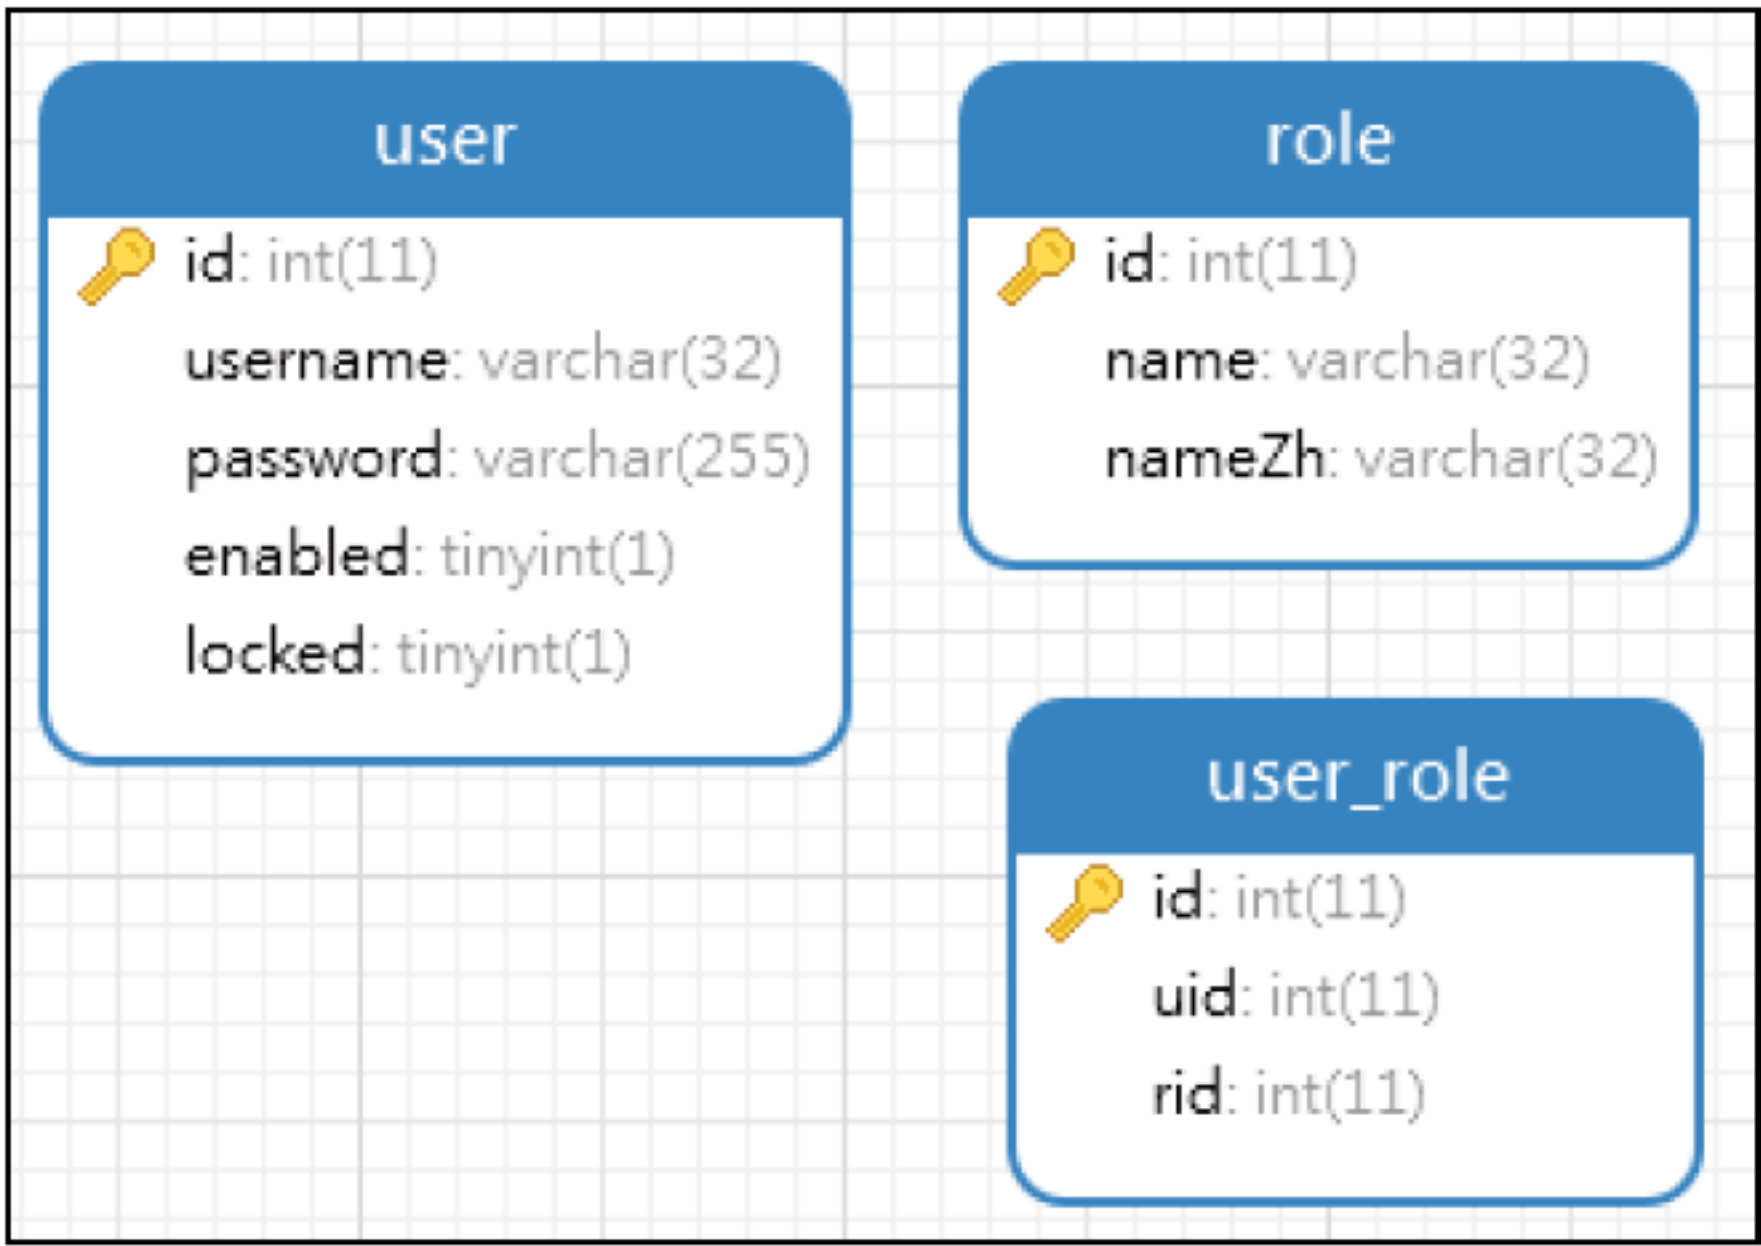 user
id: int(11)
username: varchar(32)
password: varchar(255)
enabled: tinyint(1)
locked: tinyint(1)
role
id: int(11)
name: varchar(32)
nameZh: varchar(32)
user_role
id: int(11)
uid: int(11)
rid: int(11)